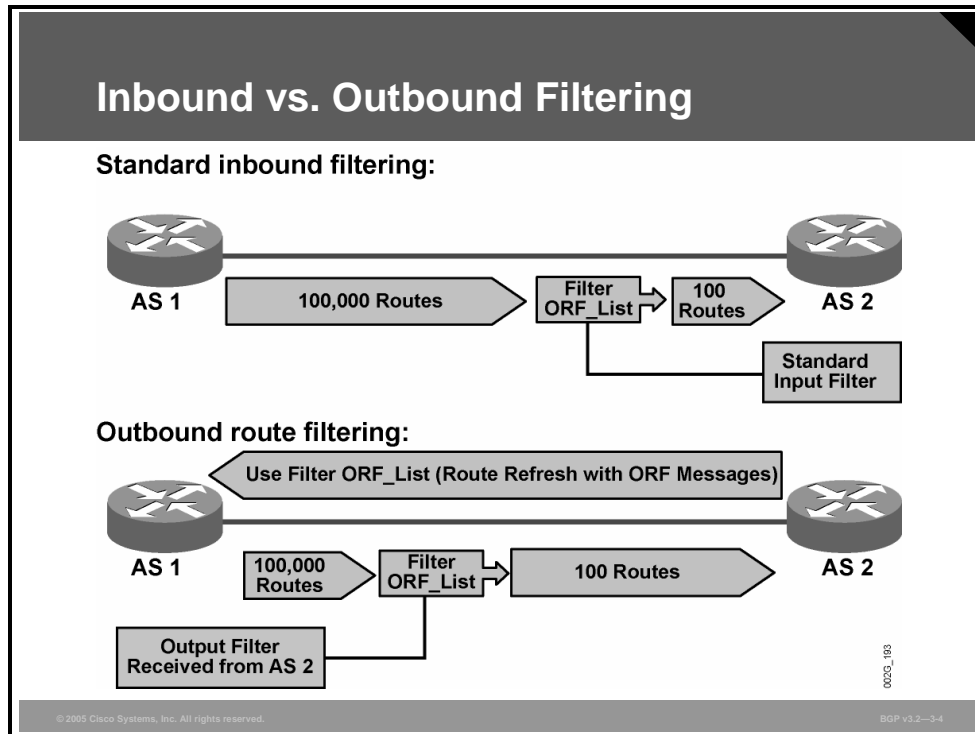 Inbound vs. Outbound Filtering
Standard inbound filtering:
AS 1
100,000 Routes
Filter
ORF_List
100
Routes
AS 2
Standard
Input Filter
Outbound route filtering:
Use Filter ORF_List (Route Refresh with ORF Messages)
AS 1
100,000
Routes
Filter
ORF_List
100 Routes
AS 2
Output Filter
Received from AS 2
002G_193
© 2005 Cisco Systems, Inc. All rights reserved.
BGP v3.2—3-4